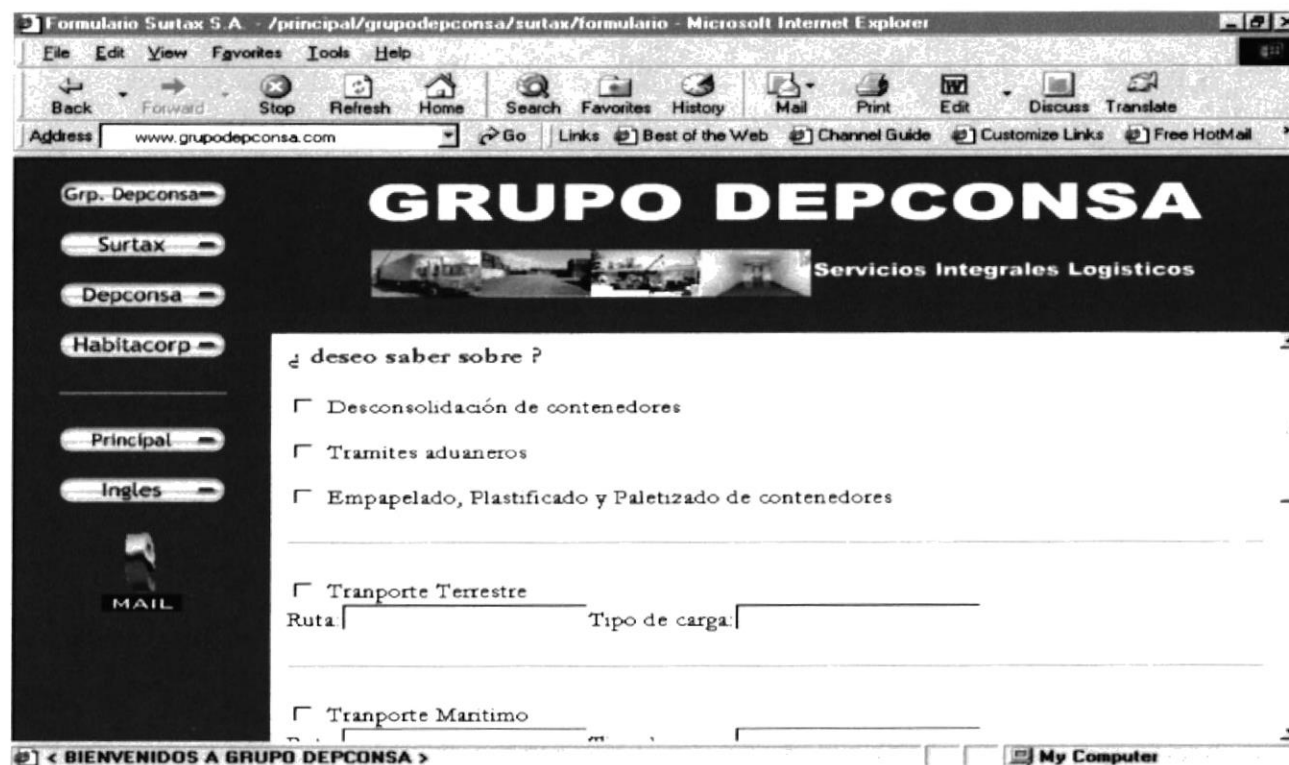 Formulario Surtax S.A. - /principal/grupodepconsa/surtax/formulario - Microsoft Internet Explorer
File Edit View Favorites Tools Help
Back Forward Stop Refresh Home Search Favorites History Mail Print Edit Discuss Translate
Address www.grupodepconsa.com Go Links Best of the Web Channel Guide Customize Links Free HotMail
Grp. Depconsa
Surtax
Depconsa
Habitacorp
Principal
Ingles
MAIL
GRUPO DEPCONSA
Servicios Integrales Logisticos
¿ deseo saber sobre ?
Desconsolidación de contenedores
Tramites aduaneros
Empapelado, Plastificado y Paletizado de contenedores
Tranporte Terrestre
Ruta: Tipo de carga:
Tranporte Maritimo
< BIENVENIDOS A GRUPO DEPCONSA > My Computer